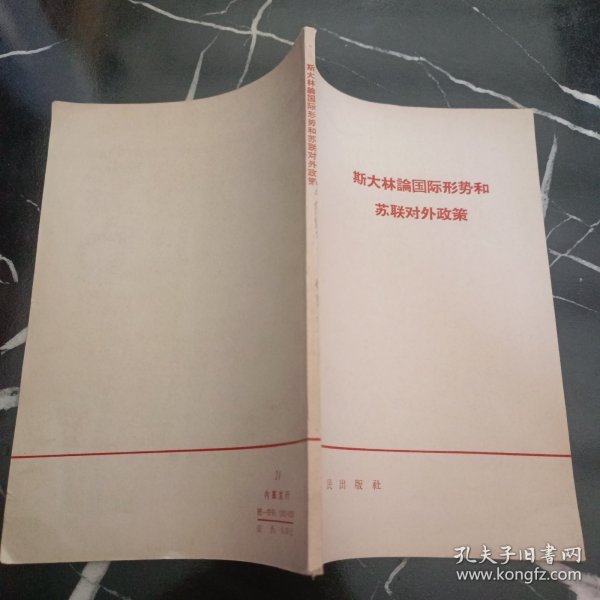 斯大林論国际形势和苏联对外政策
斯大林論国际形势和
苏联对外政策
民出版社
内部发行
孔夫子旧书网
www.kongfz.com